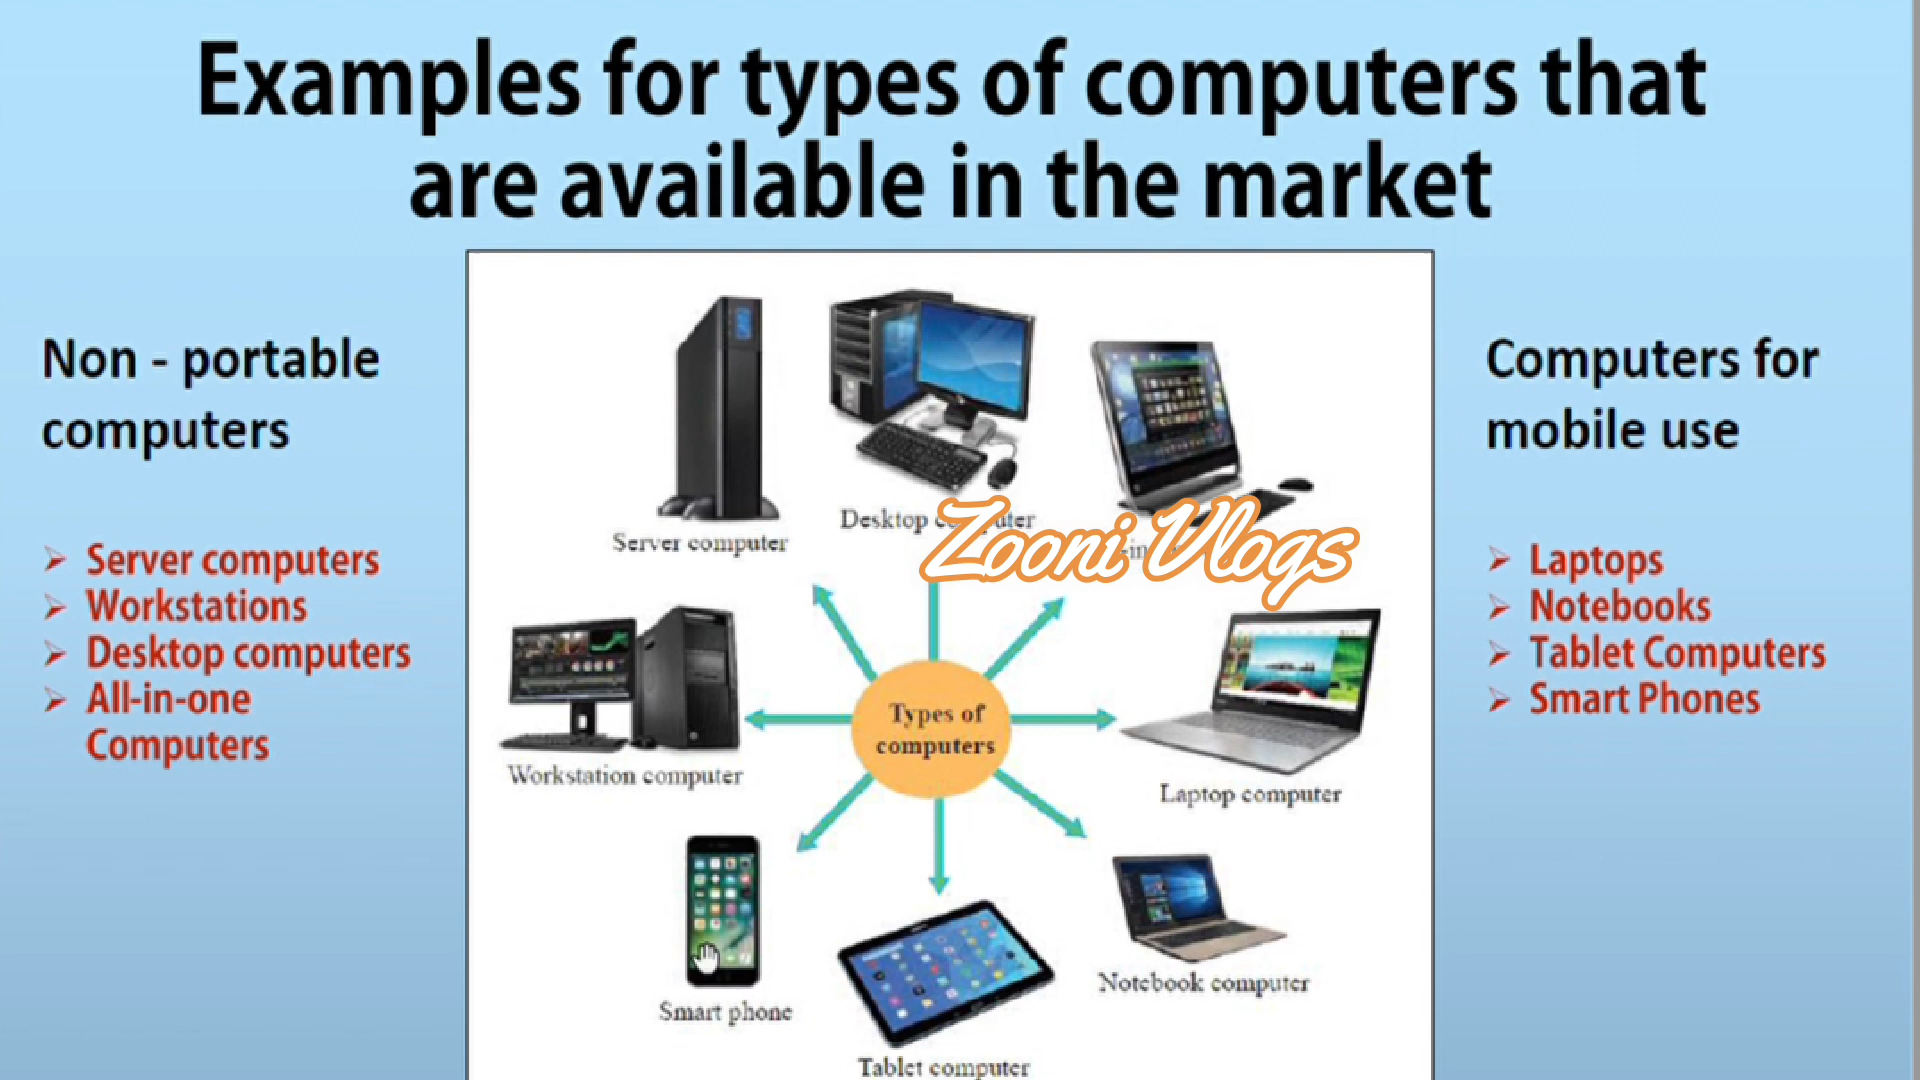 Examples for types of computers that
are available in the market
Non - portable
computers
Server computers
Workstations
Desktop computers
All-in-one
Computers
Server computer
Desktop
Zooni Vlogs
Workstation computer
Types of
computers
Laptop computer
Smart phone
Tablet computer
Notebook computer
Computers for
mobile use
Laptops
Notebooks
Tablet Computers
Smart Phones